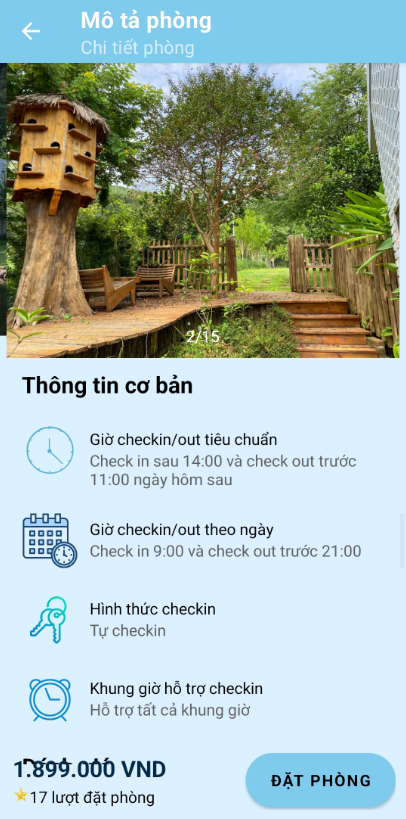 Mô tả phòng
Chi tiết phòng
2/15
Thông tin cơ bản
Giờ checkin/out tiêu chuẩn
Check in sau 14:00 và check out trước
11:00 ngày hôm sau
Giờ checkin/out theo ngày
Check in 9:00 và check out trước 21:00
Hình thức checkin
Tự checkin
Khung giờ hỗ trợ checkin
Hỗ trợ tất cả khung giờ
1.899.000 VND
17 lượt đặt phòng
ĐẶT PHÒNG